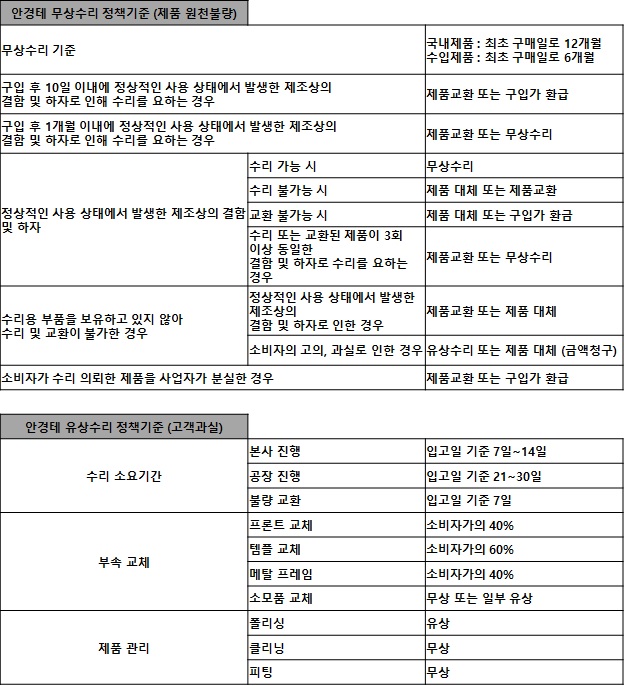 안경테 무상수리 정책기준 (제품 원천불량)
무상수리 기준
국내제품 : 최초 구매일로 12개월
수입제품 : 최초 구매일로 6개월
구입 후 10일 이내에 정상적인 사용 상태에서 발생한 제조상의
결함 및 하자로 인해 수리를 요하는 경우
제품교환 또는 구입가 환급
구입 후 1개월 이내에 정상적인 사용 상태에서 발생한 제조상의
결함 및 하자로 인해 수리를 요하는 경우
제품교환 또는 무상수리
정상적인 사용 상태에서 발생한 제조상의 결함
및 하자
수리 가능 시
무상수리
수리 불가능 시
제품 대체 또는 제품교환
교환 불가능 시
제품 대체 또는 구입가 환금
수리 또는 교환된 제품이 3회
이상 동일한
결함 및 하자로 수리를 요하는
경우
제품교환 또는 무상수리
수리용 부품을 보유하고 있지 않아
수리 및 교환이 불가한 경우
정상적인 사용 상태에서 발생한
제조상의
결함 및 하자로 인한 경우
제품교환 또는 제품 대체
소비자의 고의, 과실로 인한 경우
유상수리 또는 제품 대체 (금액청구)
소비자가 수리 의뢰한 제품을 사업자가 분실한 경우
제품교환 또는 구입가 환급
안경테 유상수리 정책기준 (고객과실)
수리 소요기간
본사 진행
입고일 기준 7일~14일
공장 진행
입고일 기준 21~30일
불량 교환
입고일 기준 7일
부속 교체
프론트 교체
소비자가의 40%
템플 교체
소비자가의 60%
메탈 프레임
소비자가의 40%
소모품 교체
무상 또는 일부 유상
제품 관리
폴리싱
유상
클리닝
무상
피팅
무상